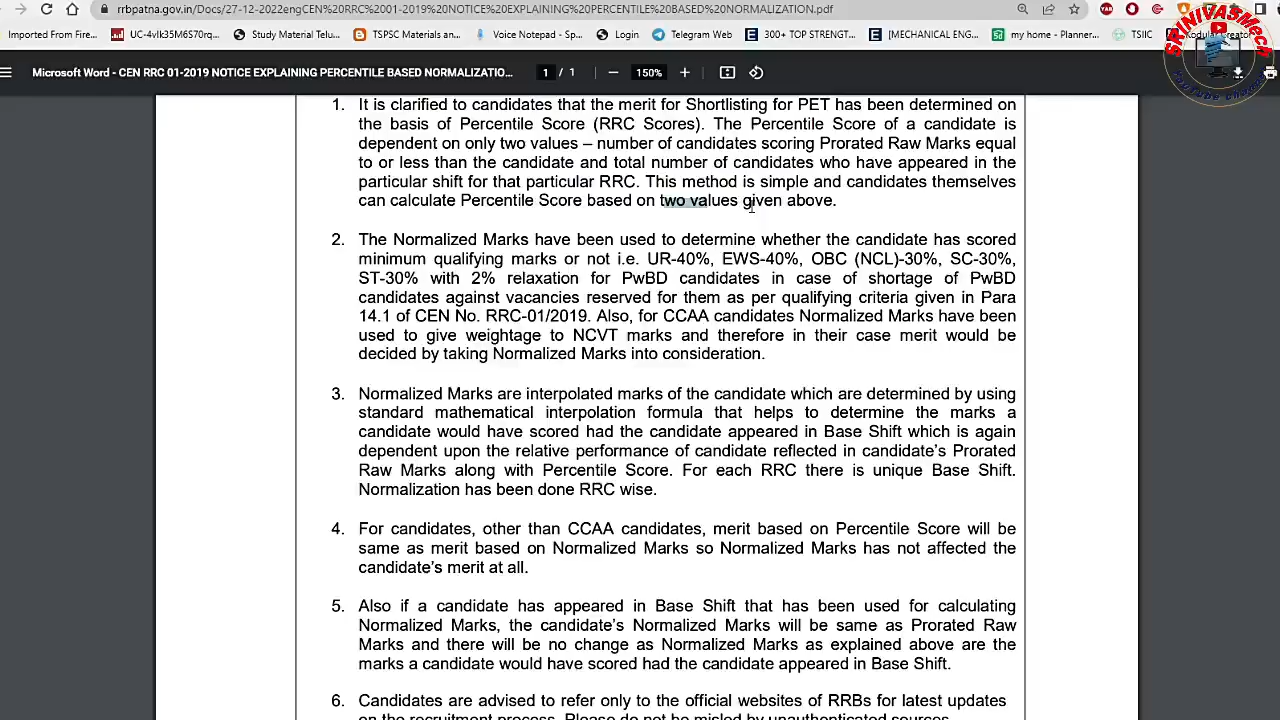 rrbpatna.gov.in/Docs/27-12-2022engCEN%20RRC%2001-2019%20NOTICE%20EXPLAINING%20PERCENTILE%20BASED%20NORMALIZATION.pdf
Imported From Fire... UC-4vlk35M6S70rq... Study Material Telu... TSPSC Materials an... Voice Notepad - Sp... Login Telegram Web 300+ TOP STRENGT... [MECHANICAL ENG... my home - Planner... TSIIC
SRINIVASMech
YouTube channel
Microsoft Word - CEN RRC 01-2019 NOTICE EXPLAINING PERCENTILE BASED NORMALIZATIO... 1 / 1 — 150% +
1. It is clarified to candidates that the merit for Shortlisting for PET has been determined on
the basis of Percentile Score (RRC Scores). The Percentile Score of a candidate is
dependent on only two values – number of candidates scoring Prorated Raw Marks equal
to or less than the candidate and total number of candidates who have appeared in the
particular shift for that particular RRC. This method is simple and candidates themselves
can calculate Percentile Score based on two values given above.
2. The Normalized Marks have been used to determine whether the candidate has scored
minimum qualifying marks or not i.e. UR-40%, EWS-40%, OBC (NCL)-30%, SC-30%,
ST-30% with 2% relaxation for PwBD candidates in case of shortage of PwBD
candidates against vacancies reserved for them as per qualifying criteria given in Para
14.1 of CEN No. RRC-01/2019. Also, for CCAA candidates Normalized Marks have been
used to give weightage to NCVT marks and therefore in their case merit would be
decided by taking Normalized Marks into consideration.
3. Normalized Marks are interpolated marks of the candidate which are determined by using
standard mathematical interpolation formula that helps to determine the marks a
candidate would have scored had the candidate appeared in Base Shift which is again
dependent upon the relative performance of candidate reflected in candidate's Prorated
Raw Marks along with Percentile Score. For each RRC there is unique Base Shift.
Normalization has been done RRC wise.
4. For candidates, other than CCAA candidates, merit based on Percentile Score will be
same as merit based on Normalized Marks so Normalized Marks has not affected the
candidate's merit at all.
5. Also if a candidate has appeared in Base Shift that has been used for calculating
Normalized Marks, the candidate's Normalized Marks will be same as Prorated Raw
Marks and there will be no change as Normalized Marks as explained above are the
marks a candidate would have scored had the candidate appeared in Base Shift.
6. Candidates are advised to refer only to the official websites of RRBs for latest updates
on the recruitment process. Please do not be misled by unauthenticated sources.